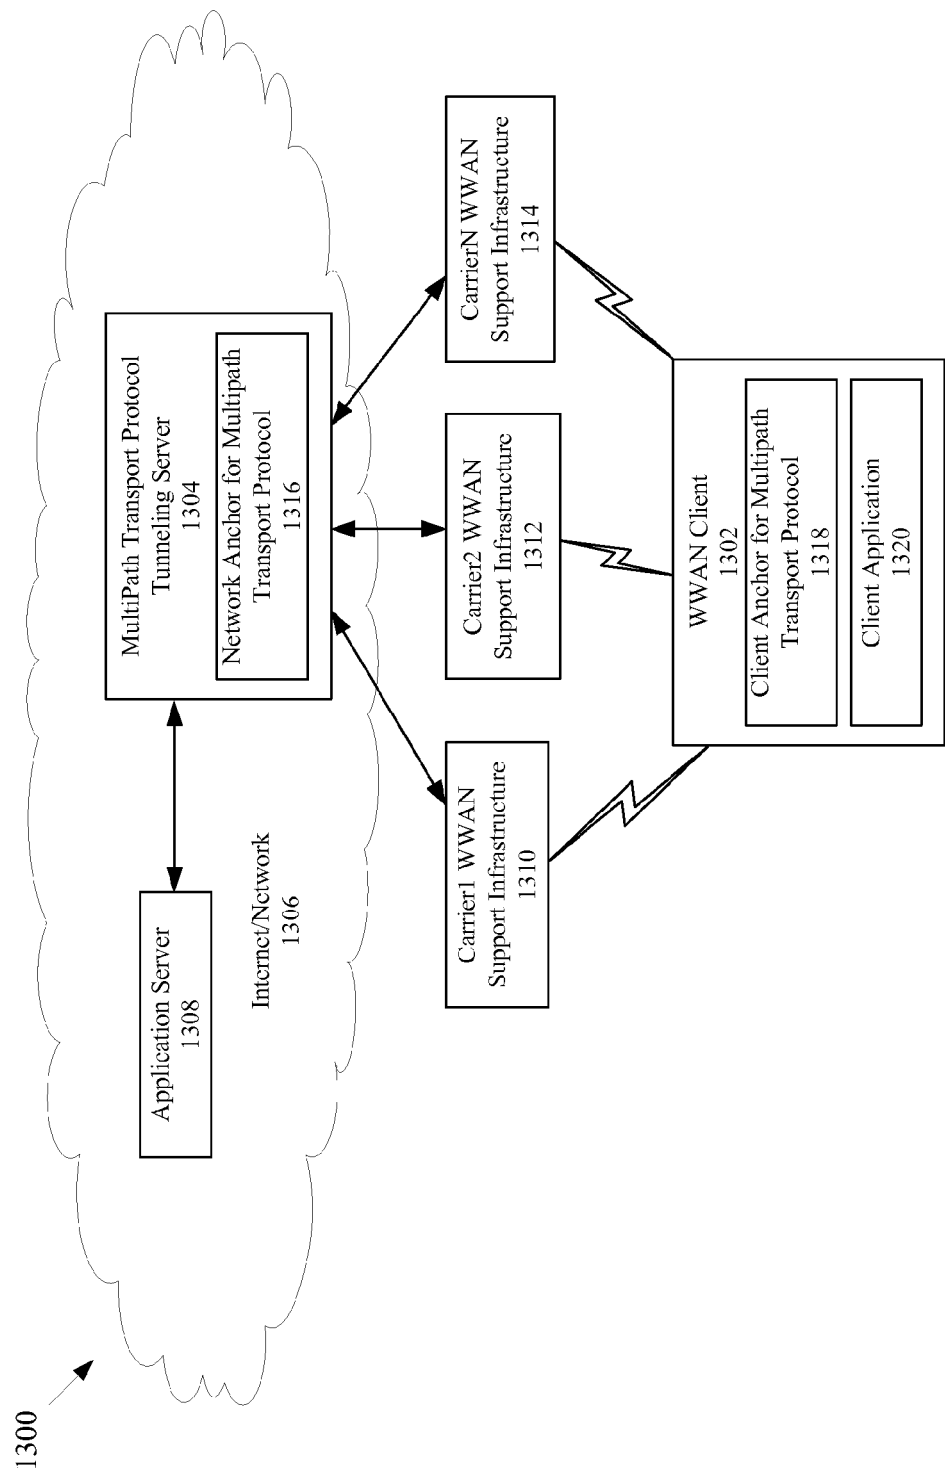 1300
Application Server
1308
Internet/Network
1306
MultiPath Transport Protocol
Tunneling Server
1304
Network Anchor for Multipath
Transport Protocol
1316
Carrier1 WWAN
Support Infrastructure
1310
Carrier2 WWAN
Support Infrastructure
1312
CarrierN WWAN
Support Infrastructure
1314
WWAN Client
1302
Client Anchor for Multipath
Transport Protocol
1318
Client Application
1320